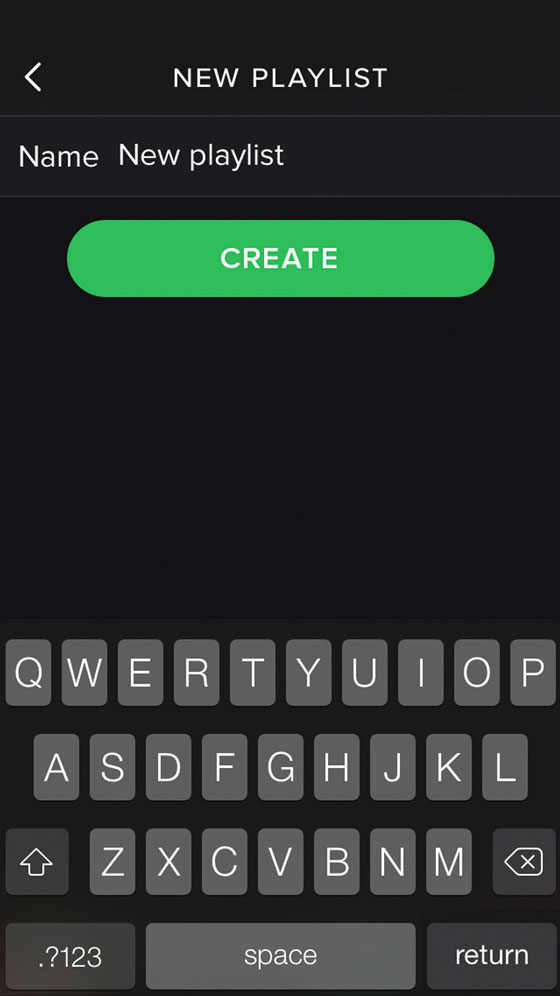 NEW PLAYLIST
Name New playlist
CREATE
Q W E R T Y U I O P
A S D F G H J K L
Z X C V B N M
.?123 space return